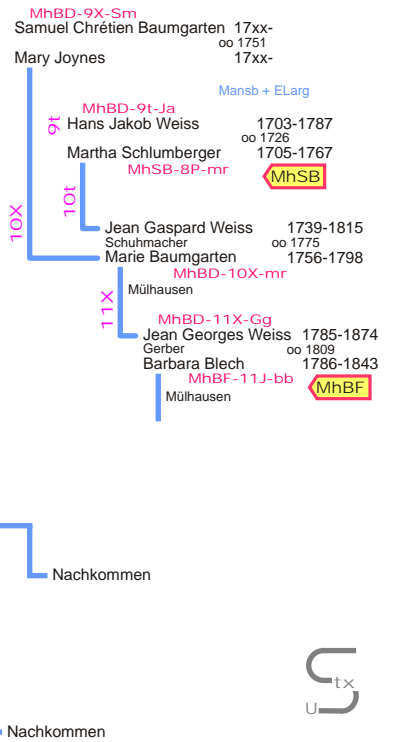 MhBD-9X-Sm
Samuel Chrétien Baumgarten 17xx-
oo 1751
Mary Joynes 17xx-
Mansb + ELarg
MhBD-9t-Ja
9t
Hans Jakob Weiss 1703-1787
oo 1726
Martha Schlumberger 1705-1767
MhSB-8P-mr
MhSB
10X
10t
Jean Gaspard Weiss 1739-1815
Schuhmacher oo 1775
Marie Baumgarten 1756-1798
MhBD-10X-mr
Mülhausen
11X
MhBD-11X-Gg
Jean Georges Weiss 1785-1874
Gerber oo 1809
Barbara Blech 1786-1843
MhBF-11J-bb
MhBF
Mülhausen
Nachkommen
Stx
U
Nachkommen